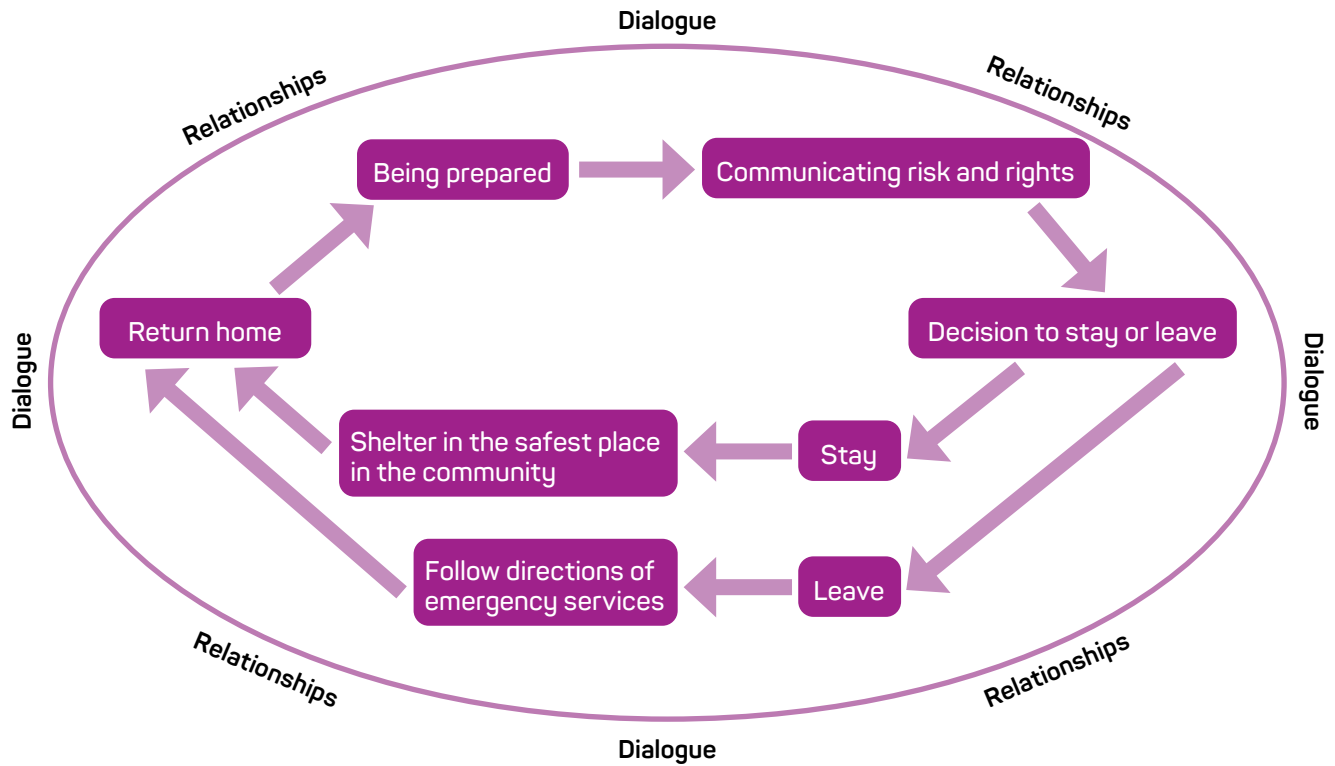 Dialogue
Relationships
Relationships
Being prepared
Communicating risk and rights
Return home
Decision to stay or leave
Dialogue
Dialogue
Shelter in the safest place
in the community
Stay
Follow directions of
emergency services
Leave
Relationships
Relationships
Dialogue